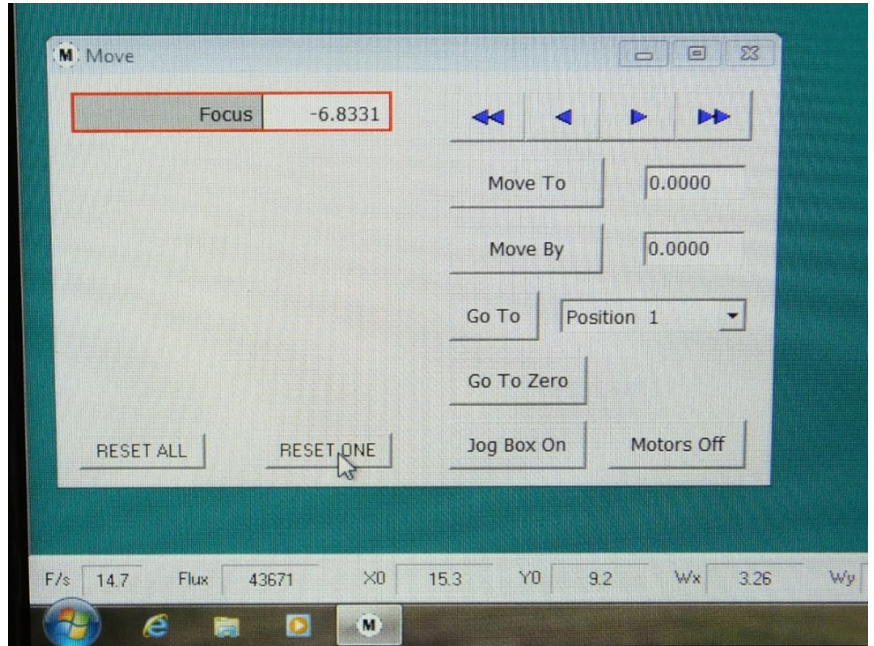 M Move
Focus -6.8331
Move To 0.0000
Move By 0.0000
Go To Position 1
Go To Zero
RESET ALL RESET ONE Jog Box On Motors Off
F/s 14.7 Flux 43671 X0 15.3 Y0 9.2 Wx 3.26 Wy
M